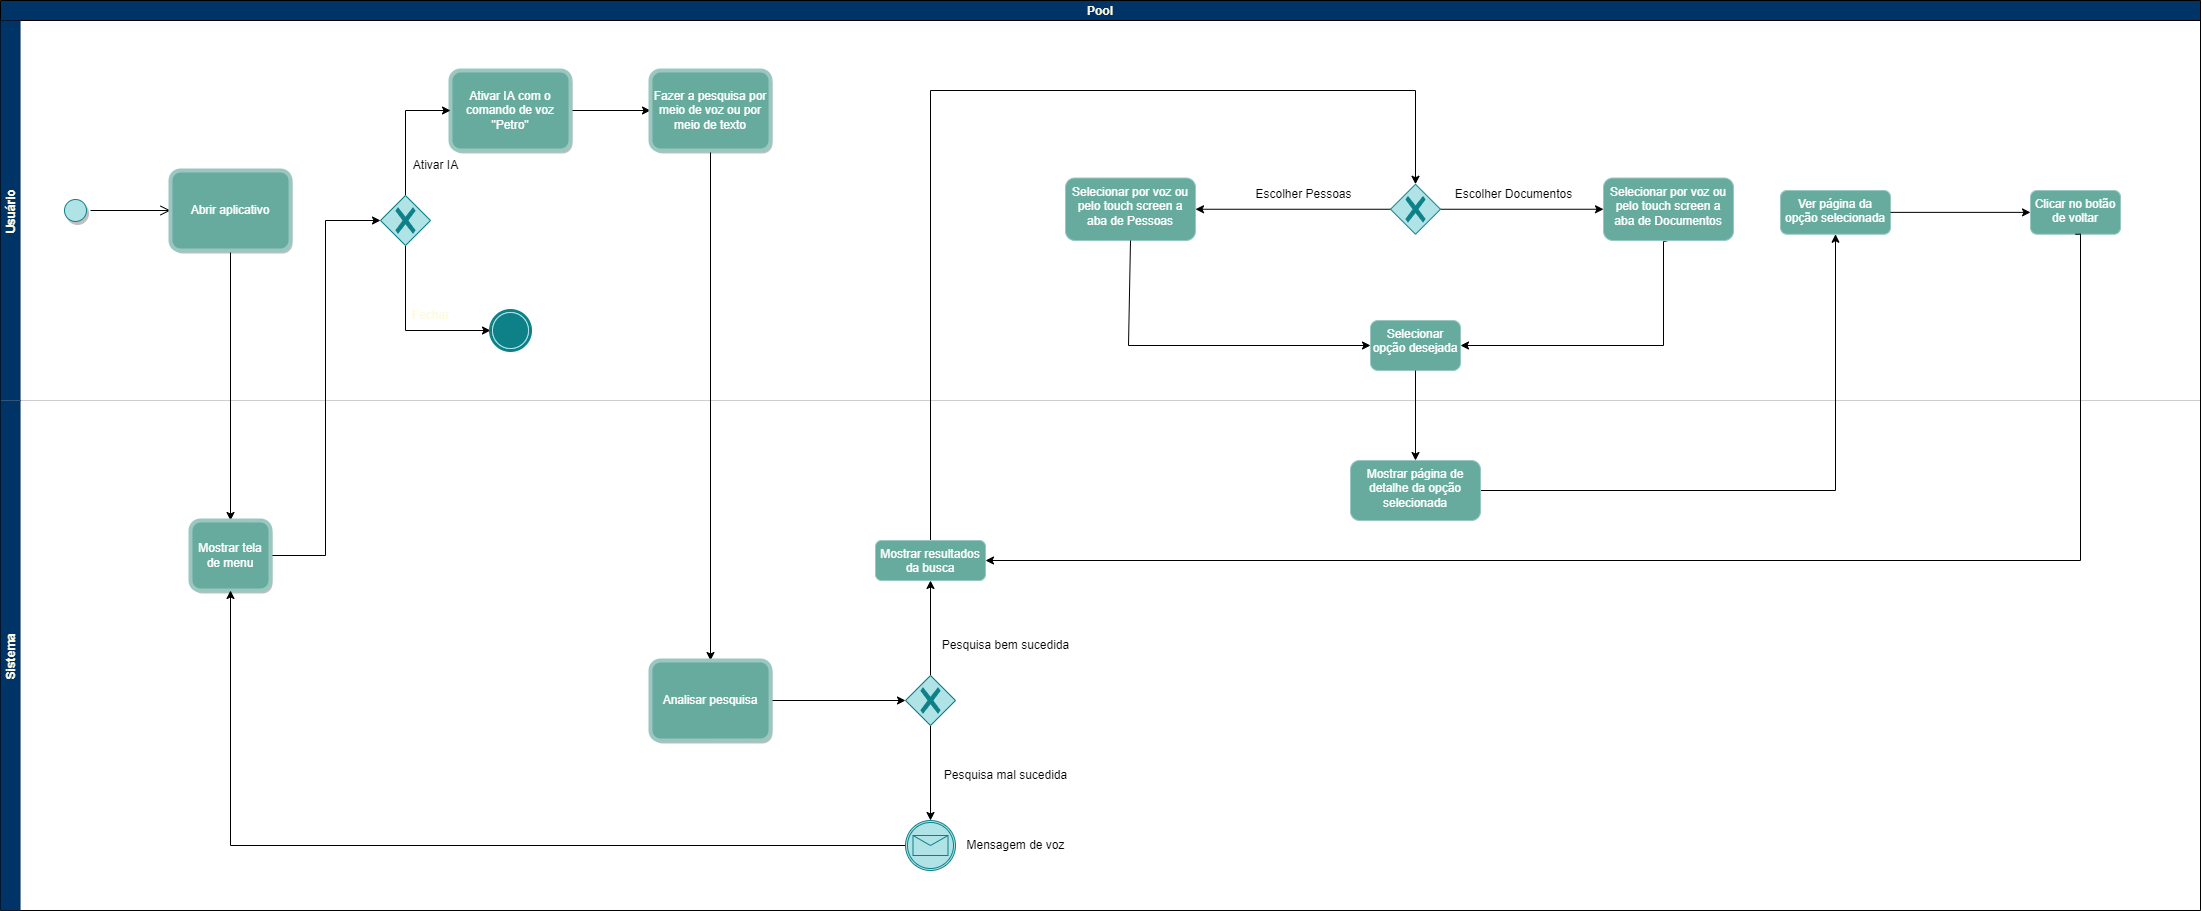 Pool
Usuário
Sistema
Abrir aplicativo
Ativar IA com o
comando de voz
"Petro"
Fazer a pesquisa por
meio de voz ou por
meio de texto
Ativar IA
Fechar
Mostrar tela
de menu
Analisar pesquisa
Mostrar resultados
da busca
Pesquisa bem sucedida
Pesquisa mal sucedida
Mensagem de voz
Selecionar por voz ou
pelo touch screen a
aba de Pessoas
Escolher Pessoas
Escolher Documentos
Selecionar por voz ou
pelo touch screen a
aba de Documentos
Selecionar
opção desejada
Mostrar página de
detalhe da opção
selecionada
Ver página da
opção selecionada
Clicar no botão
de voltar